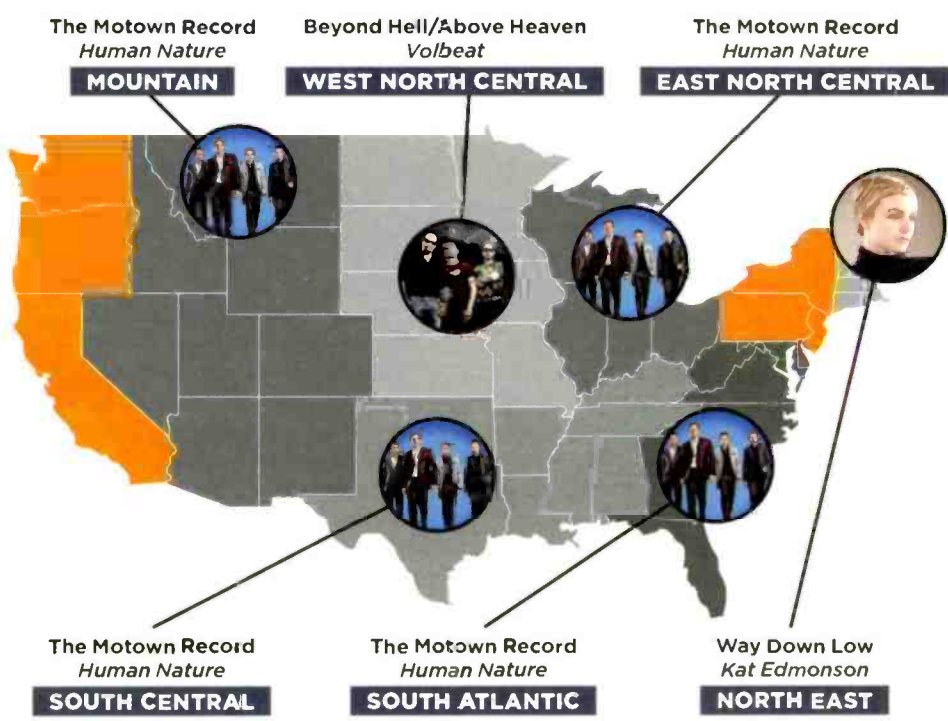 The Motown Record
Human Nature
MOUNTAIN
Beyond Hell/Above Heaven
Volbeat
WEST NORTH CENTRAL
The Motown Record
Human Nature
EAST NORTH CENTRAL
The Motown Record
Human Nature
SOUTH CENTRAL
The Motown Record
Human Nature
SOUTH ATLANTIC
Way Down Low
Kat Edmonson
NORTH EAST